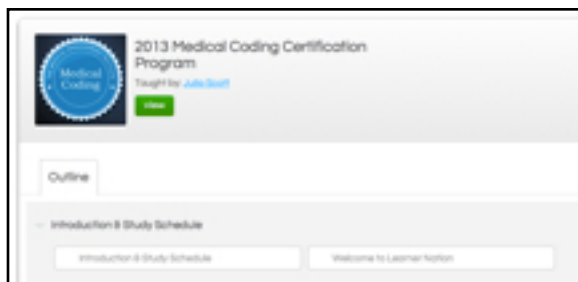 Medical
Coding
2013 Medical Coding Certification
Program
Taught by: Julia Scott
View
Outline
Introduction & Study Schedule
Introduction & Study Schedule
Welcome to Learner Nation